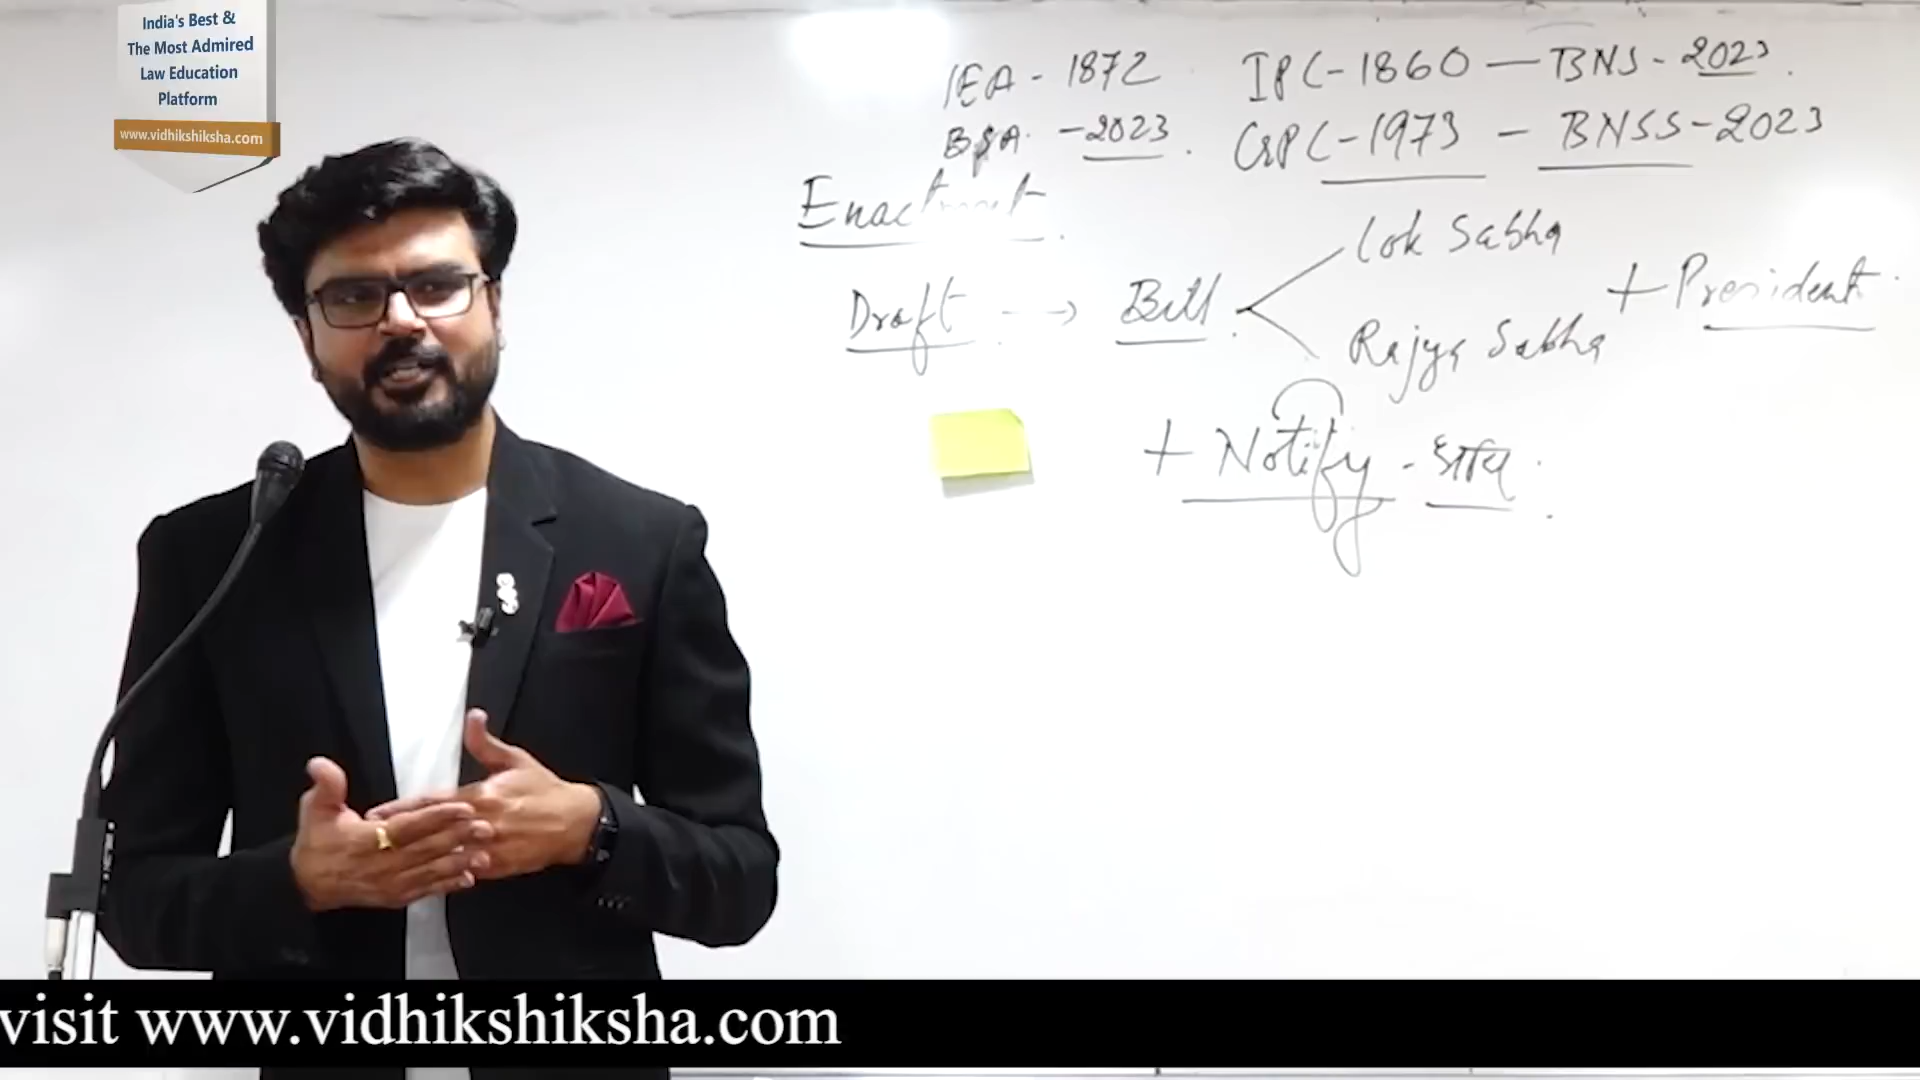 India's Best &
The Most Admired
Law Education
Platform
www.vidhikshiksha.com
IEA - 1872 IPC - 1860 — BNS - 2023
BSA - 2023 CrPC - 1973 - BNSS - 2023
Enactment
Lok Sabha
Draft → Bill + President
Rajya Sabha
+ Notify -
visit www.vidhikshiksha.com